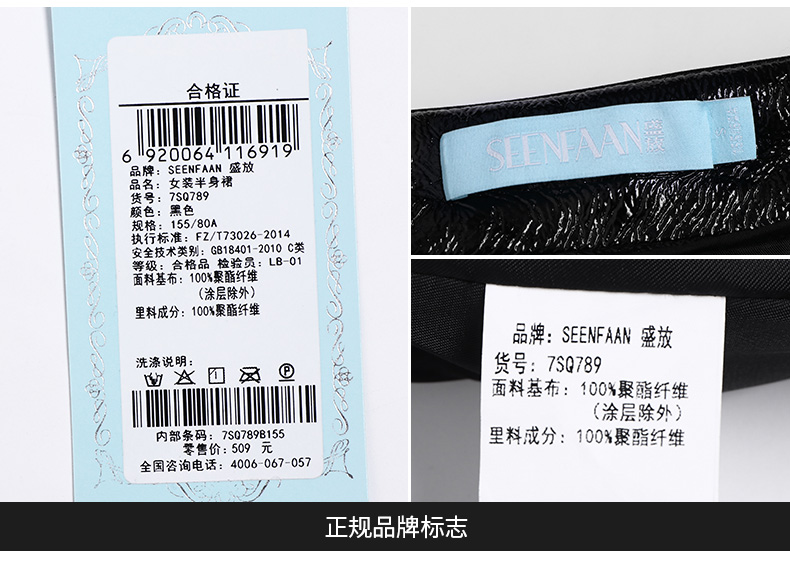 合格证
6 920064 116919
品牌: SEENFAAN 盛放
品名: 女装半身裙
货号: 7SQ789
颜色: 黑色
规格: 155/80A
执行标准: FZ/T73026-2014
安全技术类别: GB18401-2010 C类
等级: 合格品 检验员: LB-01
面料基布: 100%聚酯纤维
（涂层除外）
里料成分: 100%聚酯纤维
洗涤说明:
内部条码: 7SQ789B155
零售价: 509 元
全国咨询电话: 4006-067-057
SEENFAAN 盛放
品牌: SEENFAAN 盛放
货号: 7SQ789
面料基布: 100%聚酯纤维
（涂层除外）
里料成分: 100%聚酯纤维
正规品牌标志